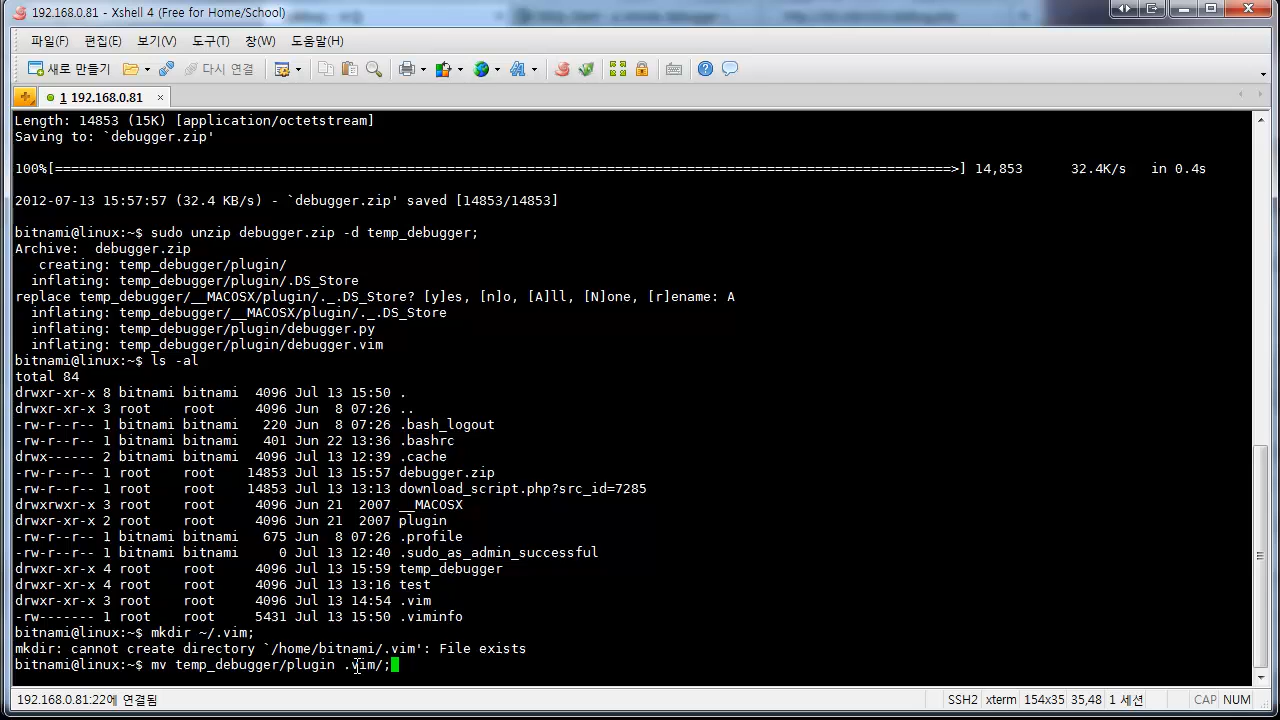 192.168.0.81 - Xshell 4 (Free for Home/School)
파일(F) 편집(E) 보기(V) 도구(T) 창(W) 도움말(H)
새로 만들기 다시 연결
1 192.168.0.81
Length: 14853 (15K) [application/octetstream]
Saving to: `debugger.zip'
100%[=================================================================================================================>] 14,853 32.4K/s in 0.4s
2012-07-13 15:57:57 (32.4 KB/s) - `debugger.zip' saved [14853/14853]
bitnami@linux:~$ sudo unzip debugger.zip -d temp_debugger;
Archive:  debugger.zip
   creating: temp_debugger/plugin/
  inflating: temp_debugger/plugin/.DS_Store
replace temp_debugger/__MACOSX/plugin/._.DS_Store? [y]es, [n]o, [A]ll, [N]one, [r]ename: A
  inflating: temp_debugger/__MACOSX/plugin/._.DS_Store
  inflating: temp_debugger/plugin/debugger.py
  inflating: temp_debugger/plugin/debugger.vim
bitnami@linux:~$ ls -al
total 84
drwxr-xr-x 8 bitnami bitnami  4096 Jul 13 15:50 .
drwxr-xr-x 3 root    root     4096 Jun  8 07:26 ..
-rw-r--r-- 1 bitnami bitnami   220 Jun  8 07:26 .bash_logout
-rw-r--r-- 1 bitnami bitnami   401 Jun 22 13:36 .bashrc
drwx------ 2 bitnami bitnami  4096 Jul 13 12:39 .cache
-rw-r--r-- 1 root    root    14853 Jul 13 15:57 debugger.zip
-rw-r--r-- 1 root    root    14853 Jul 13 13:13 download_script.php?src_id=7285
drwxrwxr-x 3 root    root     4096 Jun 21  2007 __MACOSX
drwxr-xr-x 2 root    root     4096 Jun 21  2007 plugin
-rw-r--r-- 1 bitnami bitnami   675 Jun  8 07:26 .profile
-rw-r--r-- 1 bitnami bitnami     0 Jul 13 12:40 .sudo_as_admin_successful
drwxr-xr-x 4 root    root     4096 Jul 13 15:59 temp_debugger
drwxr-xr-x 4 root    root     4096 Jul 13 13:16 test
drwxr-xr-x 3 root    root     4096 Jul 13 14:54 .vim
-rw------- 1 root    root     5431 Jul 13 15:50 .viminfo
bitnami@linux:~$ mkdir ~/.vim;
mkdir: cannot create directory `/home/bitnami/.vim': File exists
bitnami@linux:~$ mv temp_debugger/plugin .vim/;
192.168.0.81:22에 연결됨 SSH2 xterm 154x35 35,48 1 세션 CAP NUM